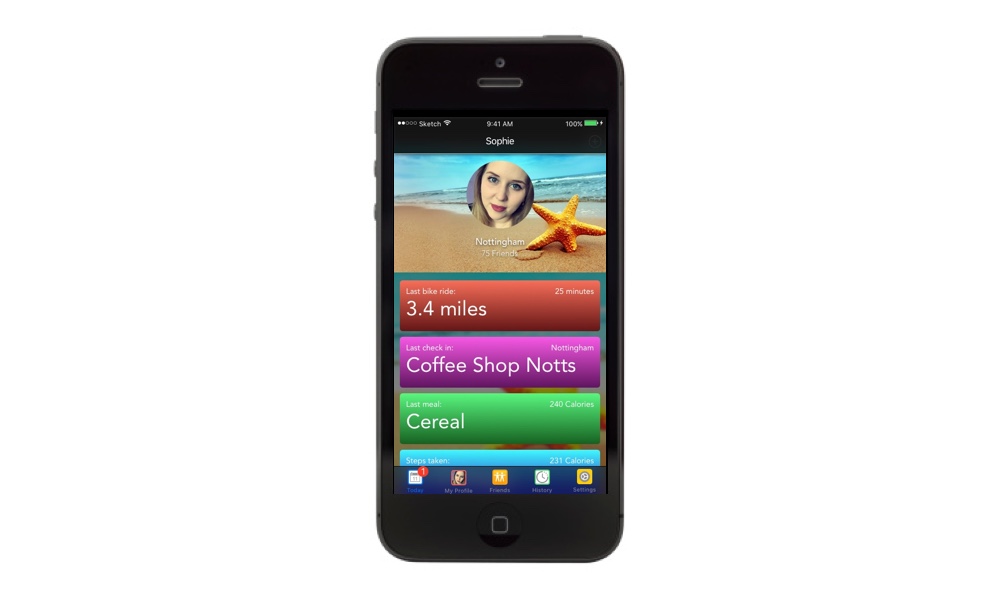 Sketch 9:41 AM 100%
Sophie
Nottingham
75 Friends
Last bike ride: 25 minutes
3.4 miles
Last check in: Nottingham
Coffee Shop Notts
Last meal: 240 Calories
Cereal
Steps taken: 231 Calories
1
Today My Profile Friends History Settings